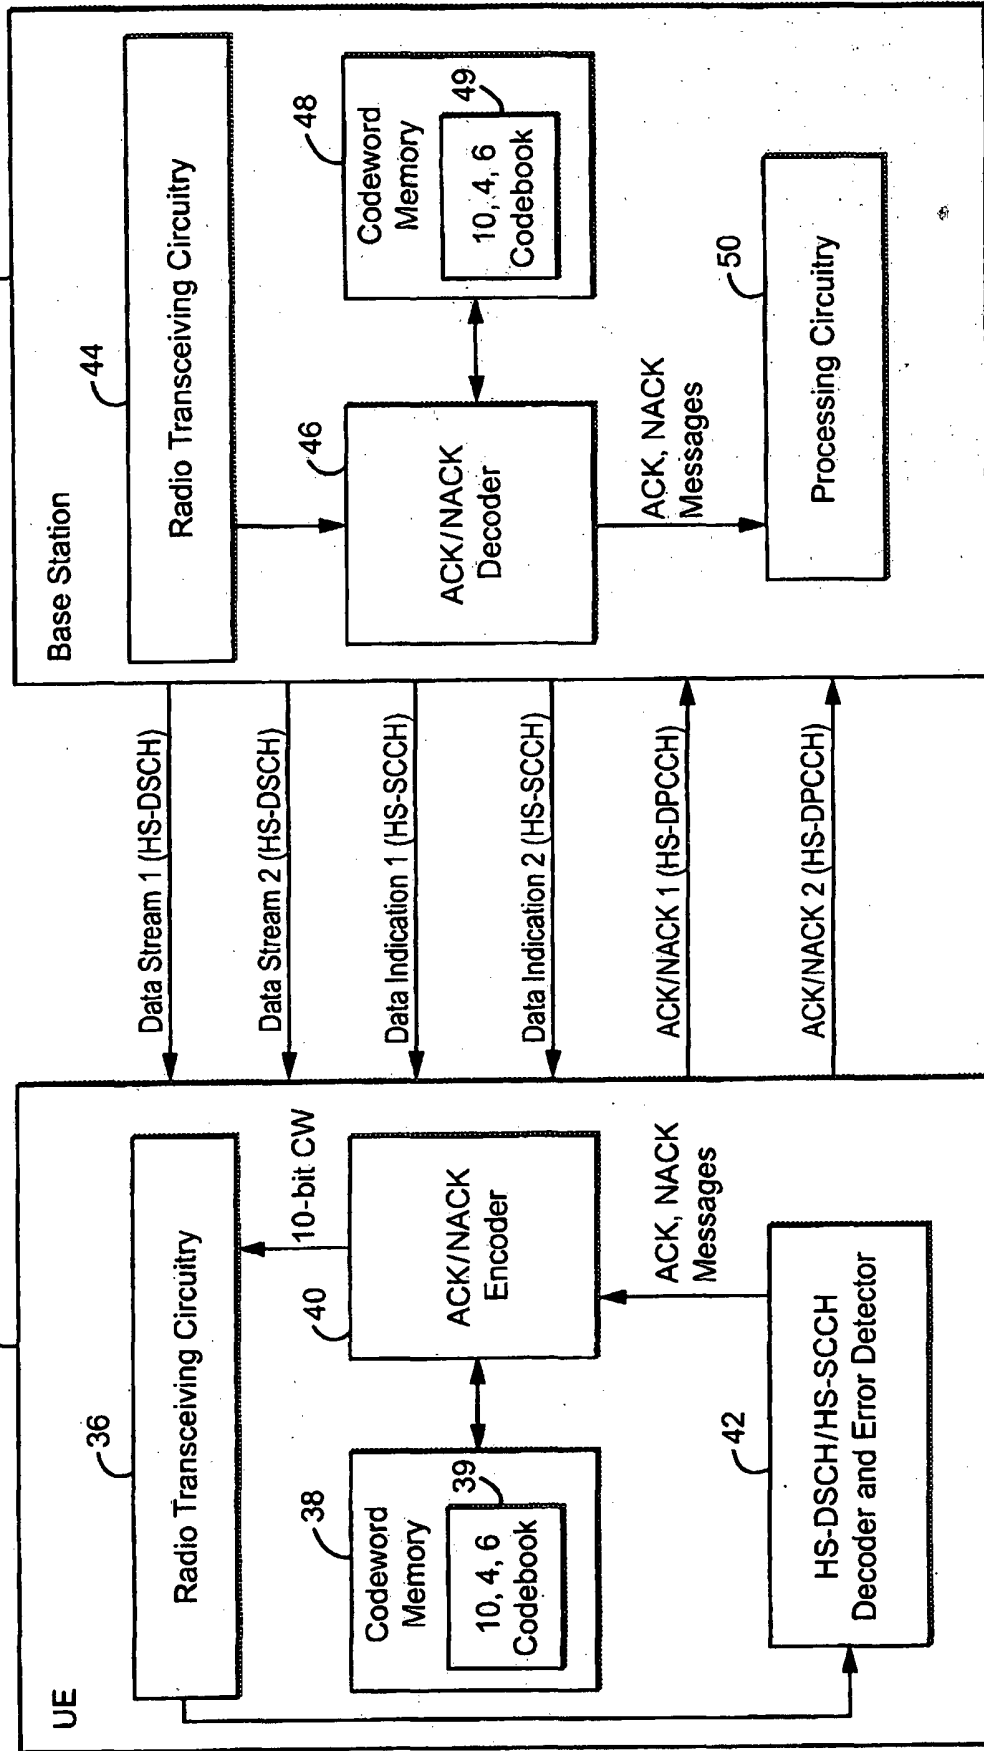 UE
36
Radio Transceiving Circuitry
38
Codeword
Memory
39
10, 4, 6
Codebook
40
10-bit CW
ACK/NACK
Encoder
ACK, NACK
Messages
42
HS-DSCH/HS-SCCH
Decoder and Error Detector
Data Stream 1 (HS-DSCH)
Data Stream 2 (HS-DSCH)
Data Indication 1 (HS-SCCH)
Data Indication 2 (HS-SCCH)
ACK/NACK 1 (HS-DPCCH)
ACK/NACK 2 (HS-DPCCH)
Base Station
44
Radio Transceiving Circuitry
46
ACK/NACK
Decoder
48
Codeword
Memory
49
10, 4, 6
Codebook
ACK, NACK
Messages
50
Processing Circuitry